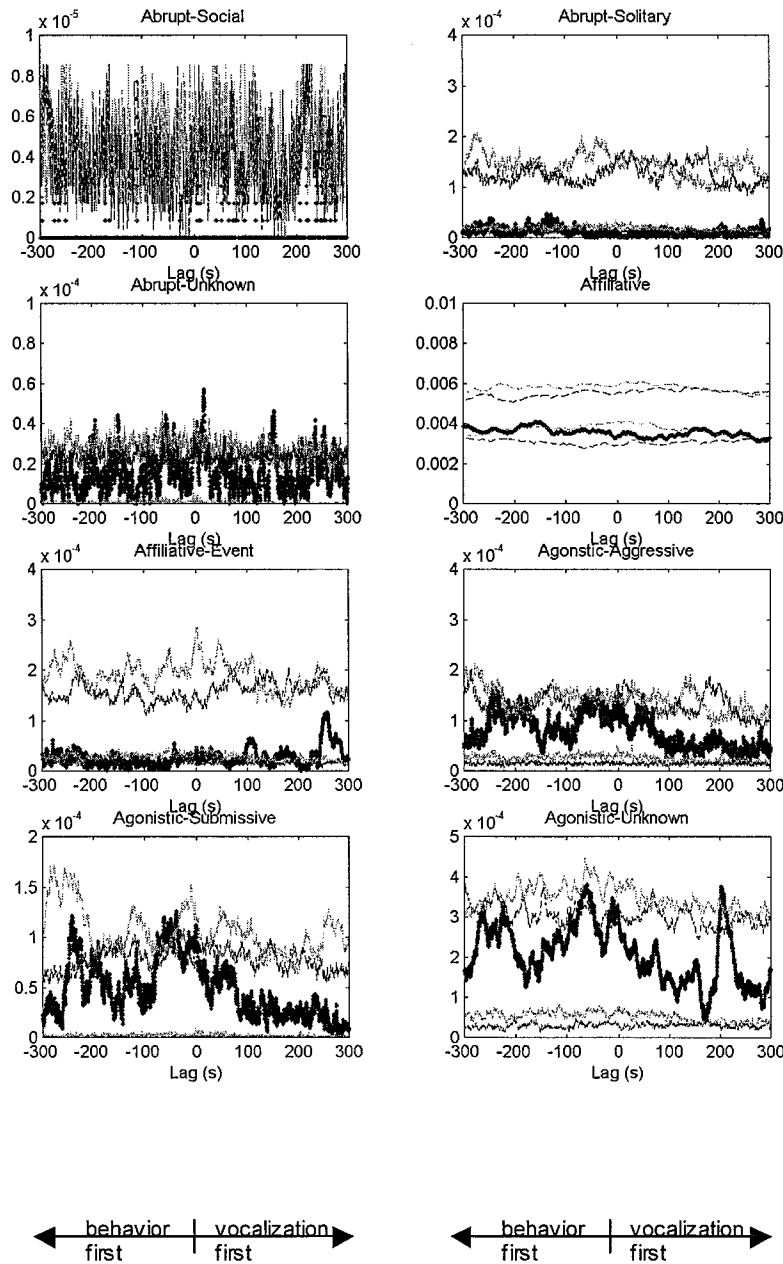 x 10^-5 Abrupt-Social
1
0.8
0.6
0.4
0.2
0
-300 -200 -100 0 100 200 300
Lag (s)
x 10^-4 Abrupt-Solitary
4
3
2
1
0
-300 -200 -100 0 100 200 300
Lag (s)
x 10^-4 Abrupt-Unknown
1
0.8
0.6
0.4
0.2
0
-300 -200 -100 0 100 200 300
Lag (s)
Affiliative
0.01
0.008
0.006
0.004
0.002
0
-300 -200 -100 0 100 200 300
Lag (s)
x 10^-4 Affiliative-Event
4
3
2
1
0
-300 -200 -100 0 100 200 300
Lag (s)
x 10^-4 Agonstic-Aggressive
4
3
2
1
0
-300 -200 -100 0 100 200 300
Lag (s)
x 10^-4 Agonistic-Submissive
2
1.5
1
0.5
0
-300 -200 -100 0 100 200 300
Lag (s)
x 10^-4 Agonistic-Unknown
5
4
3
2
1
0
-300 -200 -100 0 100 200 300
Lag (s)
behavior vocalization
first first
behavior vocalization
first first